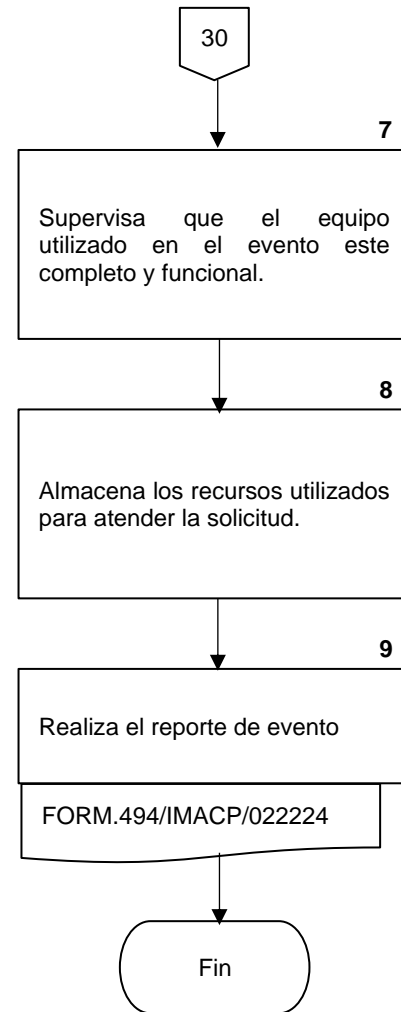 30
7
Supervisa que el equipo
utilizado en el evento este
completo y funcional.
8
Almacena los recursos utilizados
para atender la solicitud.
9
Realiza el reporte de evento
FORM.494/IMACP/022224
Fin